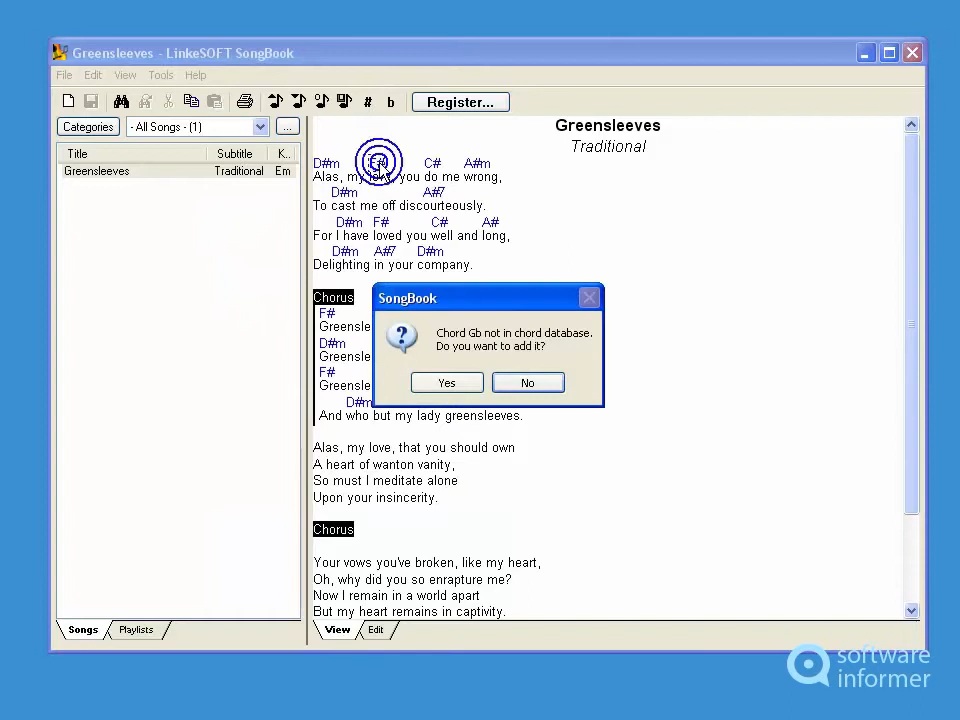 Greensleeves - LinkeSOFT SongBook
File Edit View Tools Help
# b Register...
Categories - All Songs - (1) ...
Title Subtitle K..
Greensleeves Traditional Em
Songs Playlists
Greensleeves
Traditional
D#m F# C# A#m
Alas, my love, you do me wrong,
D#m A#7
To cast me off discourteously.
D#m F# C# A#
For I have loved you well and long,
D#m A#7 D#m
Delighting in your company.
Chorus
F#
Greensle
D#m
Greensle
F#
Greensle
D#m
And who but my lady greensleeves.
SongBook
Chord Gb not in chord database.
Do you want to add it?
Yes No
Alas, my love, that you should own
A heart of wanton vanity,
So must I meditate alone
Upon your insincerity.
Chorus
Your vows you've broken, like my heart,
Oh, why did you so enrapture me?
Now I remain in a world apart
But my heart remains in captivity.
View Edit
software
informer